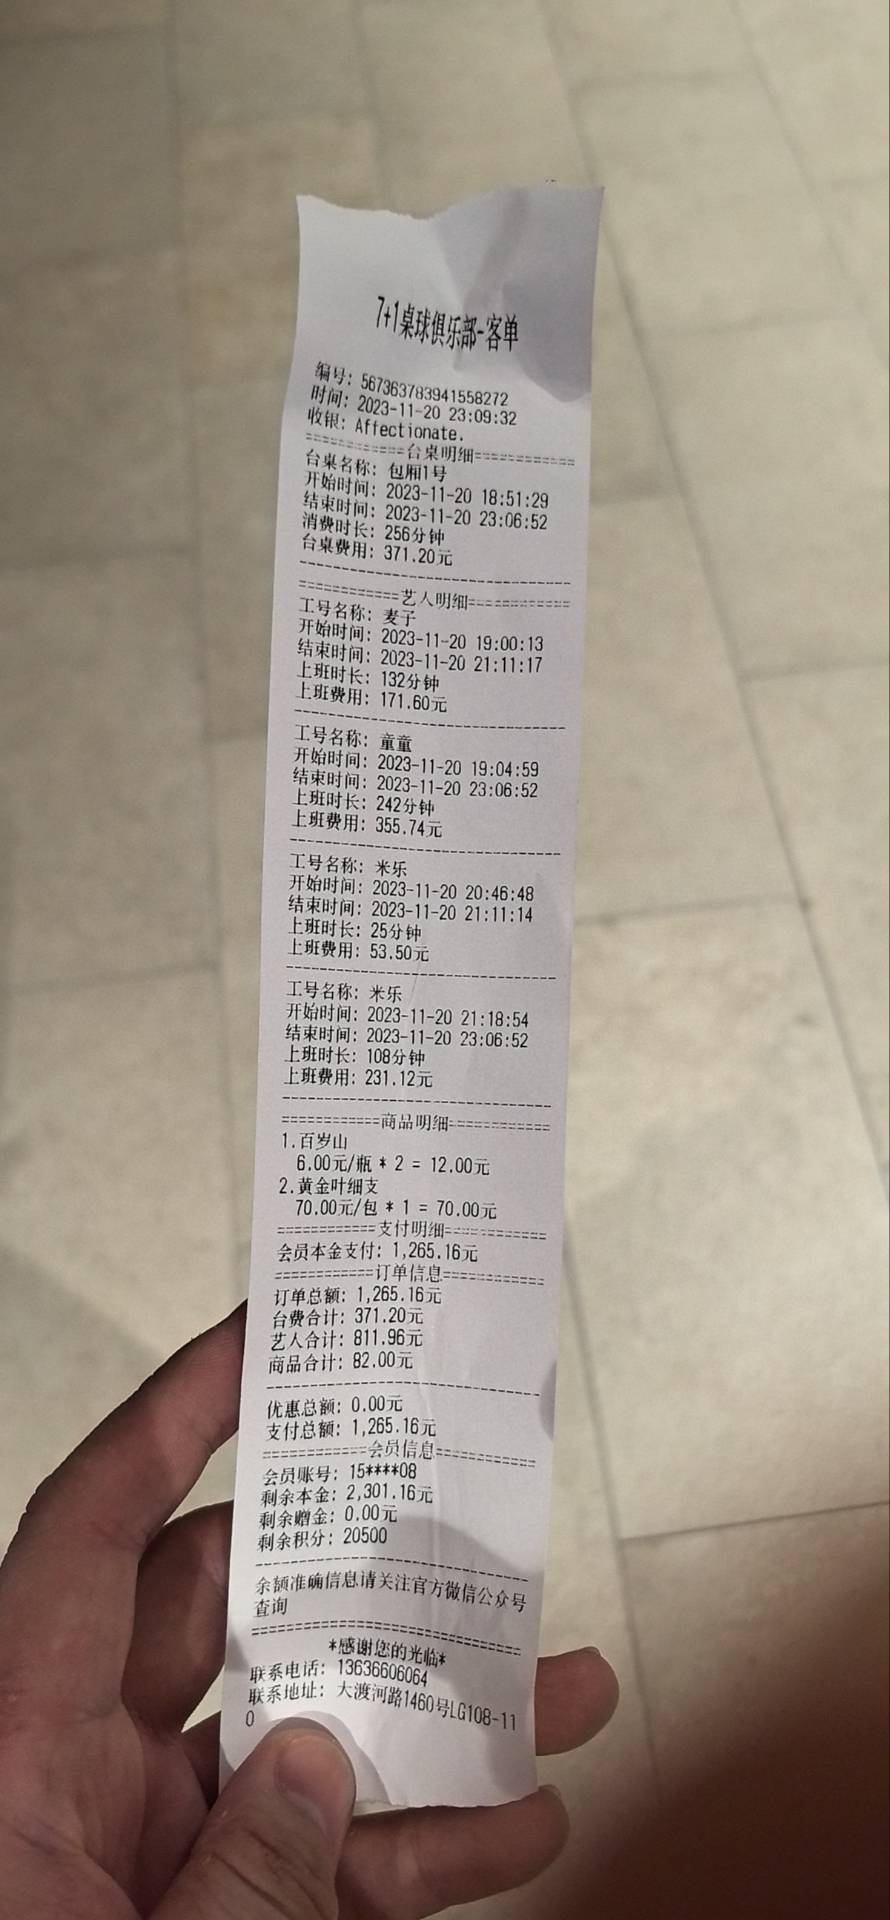 7+1桌球俱乐部-客单
编号: 567363783941558272
时间: 2023-11-20 23:09:32
收银: Affectionate.
============台桌明细============
台桌名称: 包厢1号
开始时间: 2023-11-20 18:51:29
结束时间: 2023-11-20 23:06:52
消费时长: 256分钟
台桌费用: 371.20元
--------------------------------
============艺人明细============
工号名称: 麦子
开始时间: 2023-11-20 19:00:13
结束时间: 2023-11-20 21:11:17
上班时长: 132分钟
上班费用: 171.60元
--------------------------------
工号名称: 童童
开始时间: 2023-11-20 19:04:59
结束时间: 2023-11-20 23:06:52
上班时长: 242分钟
上班费用: 355.74元
--------------------------------
工号名称: 米乐
开始时间: 2023-11-20 20:46:48
结束时间: 2023-11-20 21:11:14
上班时长: 25分钟
上班费用: 53.50元
--------------------------------
工号名称: 米乐
开始时间: 2023-11-20 21:18:54
结束时间: 2023-11-20 23:06:52
上班时长: 108分钟
上班费用: 231.12元
--------------------------------
============商品明细============
1.百岁山
6.00元/瓶 * 2 = 12.00元
2.黄金叶细支
70.00元/包 * 1 = 70.00元
============支付明细============
会员本金支付: 1,265.16元
============订单信息============
订单总额: 1,265.16元
台费合计: 371.20元
艺人合计: 811.96元
商品合计: 82.00元
--------------------------------
优惠总额: 0.00元
支付总额: 1,265.16元
============会员信息============
会员账号: 15****08
剩余本金: 2,301.16元
剩余赠金: 0.00元
剩余积分: 20500
--------------------------------
余额准确信息请关注官方微信公众号
查询
================================
*感谢您的光临*
联系电话: 13636606064
联系地址: 大渡河路1460号LG108-11
0